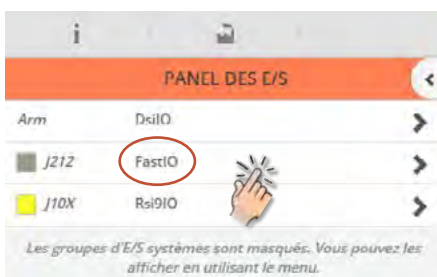 i
PANEL DES E/S
Arm DsiIO
J212 FastIO
J10X Rsi9IO
Les groupes d'E/S systèmes sont masqués. Vous pouvez les
afficher en utilisant le menu.